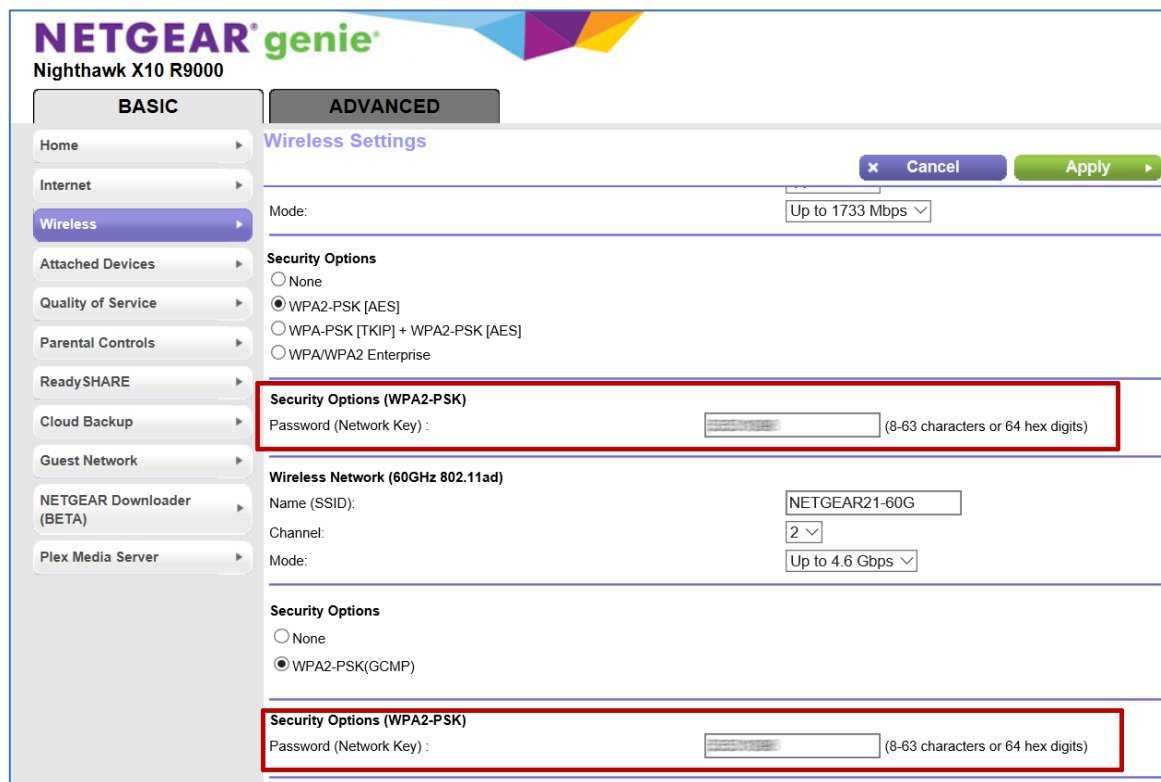 NETGEAR® genie®
Nighthawk X10 R9000
BASIC
ADVANCED
Home
Internet
Wireless
Attached Devices
Quality of Service
Parental Controls
ReadySHARE
Cloud Backup
Guest Network
NETGEAR Downloader
(BETA)
Plex Media Server
Wireless Settings
x Cancel
Apply
Mode: Up to 1733 Mbps
Security Options
None
WPA2-PSK [AES]
WPA-PSK [TKIP] + WPA2-PSK [AES]
WPA/WPA2 Enterprise
Security Options (WPA2-PSK)
Password (Network Key) : (8-63 characters or 64 hex digits)
Wireless Network (60GHz 802.11ad)
Name (SSID): NETGEAR21-60G
Channel: 2
Mode: Up to 4.6 Gbps
Security Options
None
WPA2-PSK(GCMP)
Security Options (WPA2-PSK)
Password (Network Key) : (8-63 characters or 64 hex digits)